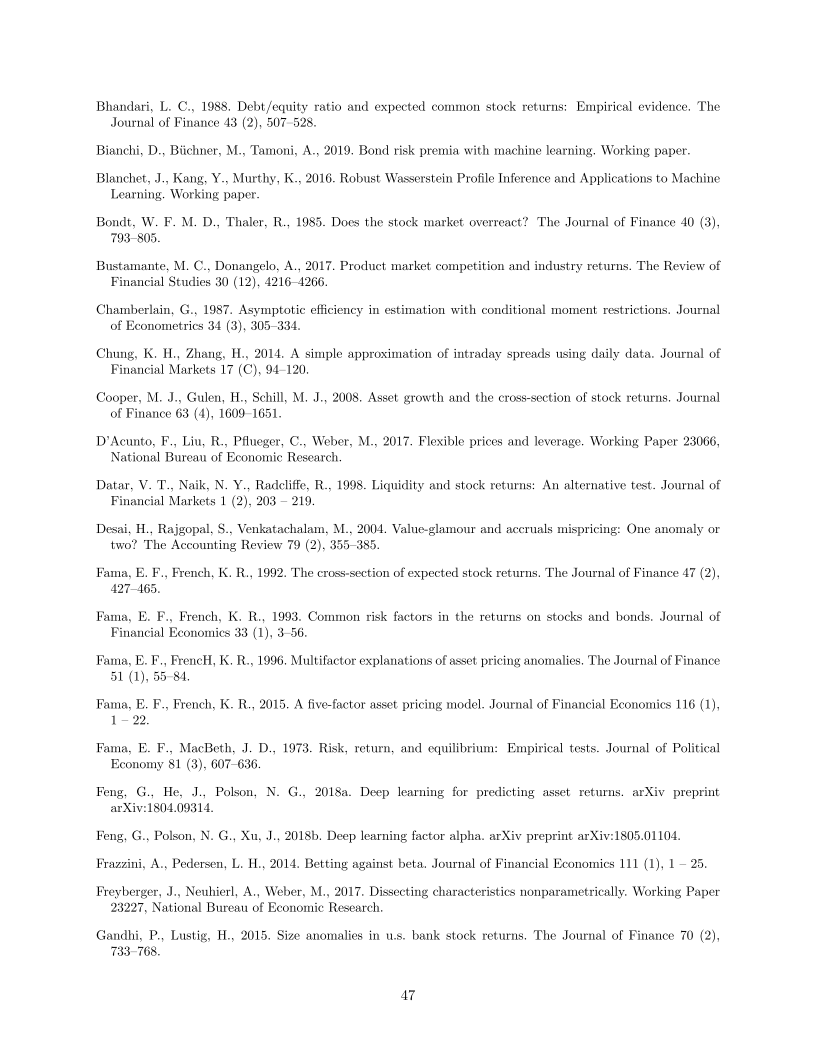 Bhandari, L. C., 1988. Debt/equity ratio and expected common stock returns: Empirical evidence. The
Journal of Finance 43 (2), 507–528.
Bianchi, D., Büchner, M., Tamoni, A., 2019. Bond risk premia with machine learning. Working paper.
Blanchet, J., Kang, Y., Murthy, K., 2016. Robust Wasserstein Profile Inference and Applications to Machine
Learning. Working paper.
Bondt, W. F. M. D., Thaler, R., 1985. Does the stock market overreact? The Journal of Finance 40 (3),
793–805.
Bustamante, M. C., Donangelo, A., 2017. Product market competition and industry returns. The Review of
Financial Studies 30 (12), 4216–4266.
Chamberlain, G., 1987. Asymptotic efficiency in estimation with conditional moment restrictions. Journal
of Econometrics 34 (3), 305–334.
Chung, K. H., Zhang, H., 2014. A simple approximation of intraday spreads using daily data. Journal of
Financial Markets 17 (C), 94–120.
Cooper, M. J., Gulen, H., Schill, M. J., 2008. Asset growth and the cross-section of stock returns. Journal
of Finance 63 (4), 1609–1651.
D'Acunto, F., Liu, R., Pflueger, C., Weber, M., 2017. Flexible prices and leverage. Working Paper 23066,
National Bureau of Economic Research.
Datar, V. T., Naik, N. Y., Radcliffe, R., 1998. Liquidity and stock returns: An alternative test. Journal of
Financial Markets 1 (2), 203 – 219.
Desai, H., Rajgopal, S., Venkatachalam, M., 2004. Value-glamour and accruals mispricing: One anomaly or
two? The Accounting Review 79 (2), 355–385.
Fama, E. F., French, K. R., 1992. The cross-section of expected stock returns. The Journal of Finance 47 (2),
427–465.
Fama, E. F., French, K. R., 1993. Common risk factors in the returns on stocks and bonds. Journal of
Financial Economics 33 (1), 3–56.
Fama, E. F., FrencH, K. R., 1996. Multifactor explanations of asset pricing anomalies. The Journal of Finance
51 (1), 55–84.
Fama, E. F., French, K. R., 2015. A five-factor asset pricing model. Journal of Financial Economics 116 (1),
1 – 22.
Fama, E. F., MacBeth, J. D., 1973. Risk, return, and equilibrium: Empirical tests. Journal of Political
Economy 81 (3), 607–636.
Feng, G., He, J., Polson, N. G., 2018a. Deep learning for predicting asset returns. arXiv preprint
arXiv:1804.09314.
Feng, G., Polson, N. G., Xu, J., 2018b. Deep learning factor alpha. arXiv preprint arXiv:1805.01104.
Frazzini, A., Pedersen, L. H., 2014. Betting against beta. Journal of Financial Economics 111 (1), 1 – 25.
Freyberger, J., Neuhierl, A., Weber, M., 2017. Dissecting characteristics nonparametrically. Working Paper
23227, National Bureau of Economic Research.
Gandhi, P., Lustig, H., 2015. Size anomalies in u.s. bank stock returns. The Journal of Finance 70 (2),
733–768.
47